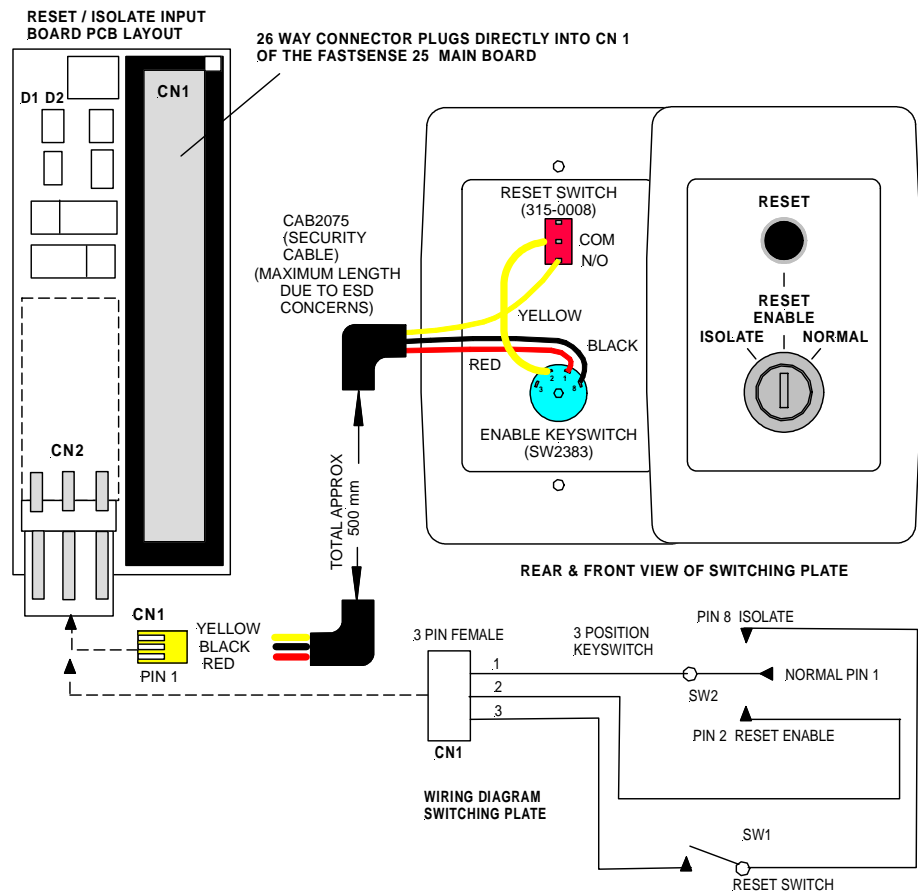 RESET / ISOLATE INPUT
BOARD PCB LAYOUT
26 WAY CONNECTOR PLUGS DIRECTLY INTO CN 1
OF THE FASTSENSE 25 MAIN BOARD
D1 D2
CN1
CN2
CAB2075
(SECURITY
CABLE)
(MAXIMUM LENGTH
DUE TO ESD
CONCERNS)
RESET SWITCH
(315-0008)
COM
N/O
YELLOW
BLACK
RED
3
2
1
8
ENABLE KEYSWITCH
(SW2383)
RESET
RESET
ENABLE
ISOLATE
NORMAL
TOTAL APPROX
500 mm
REAR & FRONT VIEW OF SWITCHING PLATE
CN1
YELLOW
BLACK
RED
PIN 1
3 PIN FEMALE
1
2
3
CN1
3 POSITION
KEYSWITCH
SW2
PIN 8 ISOLATE
NORMAL PIN 1
PIN 2 RESET ENABLE
WIRING DIAGRAM
SWITCHING PLATE
SW1
RESET SWITCH